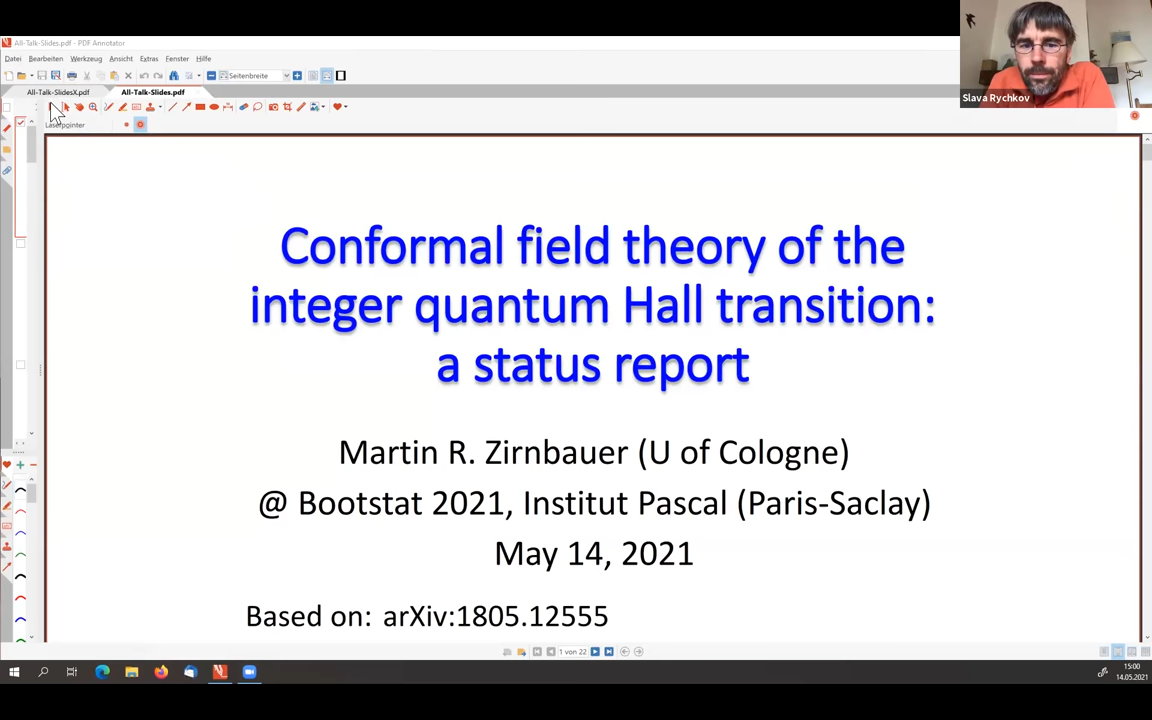 All-Talk-Slides.pdf - PDF Annotator
Datei Bearbeiten Werkzeug Ansicht Extras Fenster Hilfe
Seitenbreite
All-Talk-SlidesX.pdf All-Talk-Slides.pdf
Laserpointer
Slava Rychkov
Conformal field theory of the
integer quantum Hall transition:
a status report
Martin R. Zirnbauer (U of Cologne)
@ Bootstat 2021, Institut Pascal (Paris-Saclay)
May 14, 2021
Based on: arXiv:1805.12555
1 von 22
15:00
14.05.2021